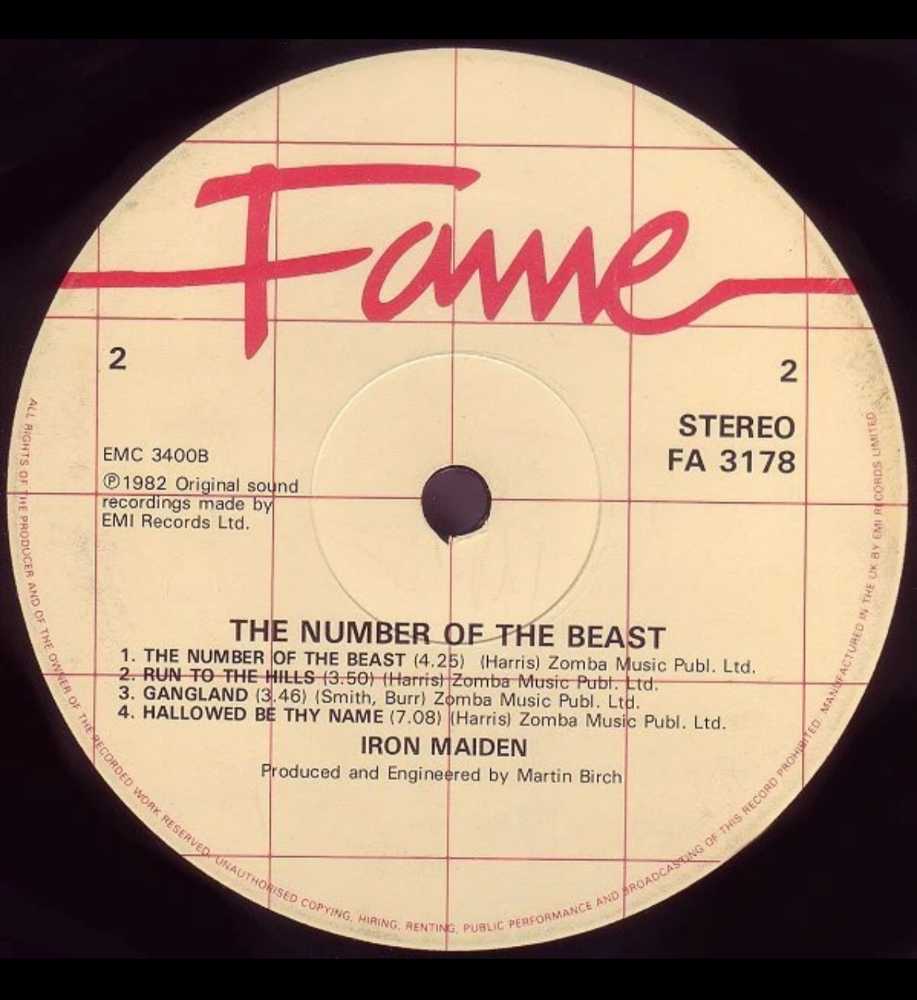 Fame
2
2
STEREO
FA 3178
EMC 3400B
Ⓟ1982 Original sound
recordings made by
EMI Records Ltd.
THE NUMBER OF THE BEAST
1. THE NUMBER OF THE BEAST (4.25) (Harris) Zomba Music Publ. Ltd.
2. RUN TO THE HILLS (3.50) (Harris) Zomba Music Publ. Ltd.
3. GANGLAND (3.46) (Smith, Burr) Zomba Music Publ. Ltd.
4. HALLOWED BE THY NAME (7.08) (Harris) Zomba Music Publ. Ltd.
IRON MAIDEN
Produced and Engineered by Martin Birch
ALL RIGHTS OF THE PRODUCER AND OF THE OWNER OF THE RECORDED WORK RESERVED. UNAUTHORISED COPYING, HIRING, RENTING, PUBLIC PERFORMANCE AND BROADCASTING OF THIS RECORD PROHIBITED. MANUFACTURED IN THE UK BY EMI RECORDS LIMITED